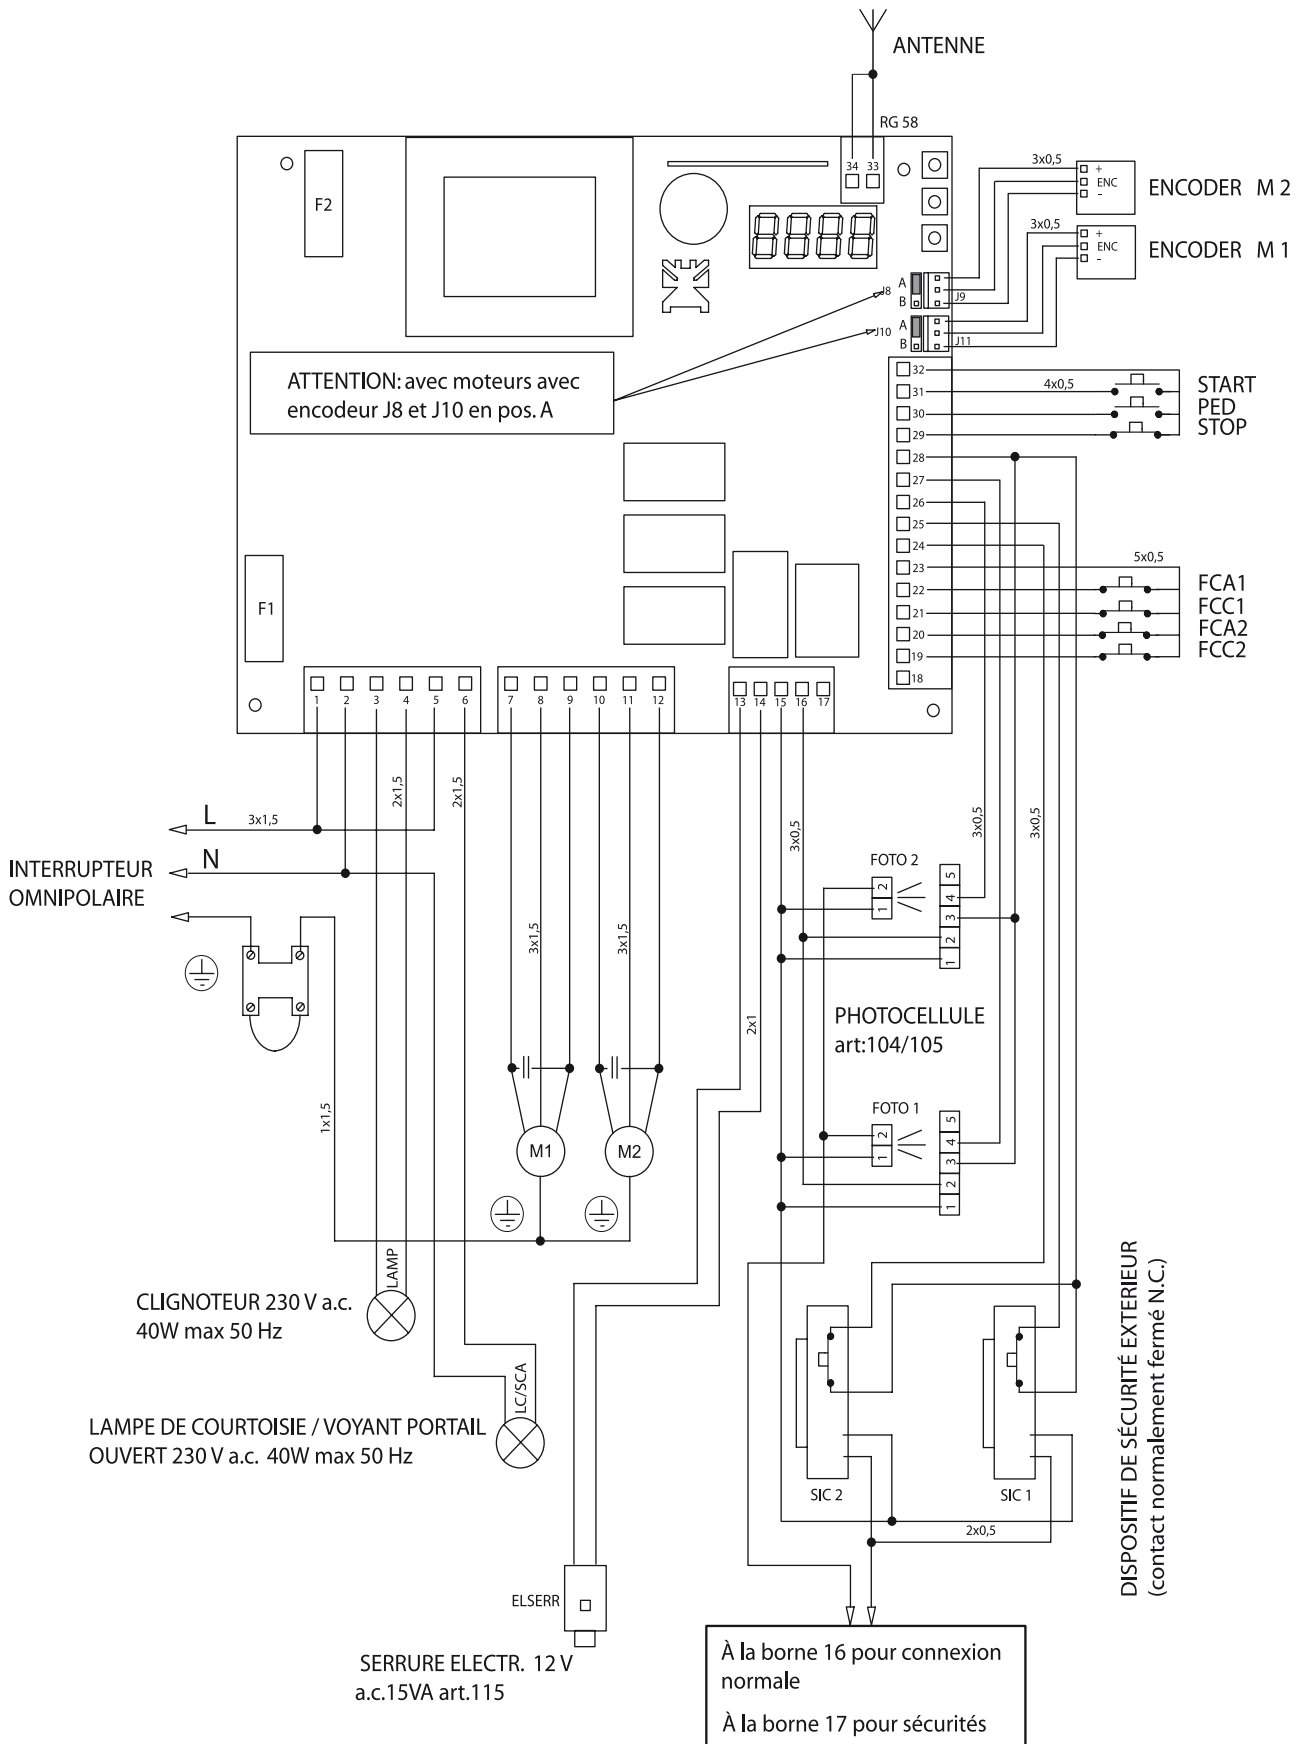 ANTENNE
RG 58
34 33
F2
3x0,5
+
ENC
-
ENCODER M 2
3x0,5
+
ENC
-
ENCODER M 1
J8
A
B
J9
J10
A
B
J11
ATTENTION: avec moteurs avec
encodeur J8 et J10 en pos. A
32
31
30
29
28
27
26
25
24
23
22
21
20
19
18
4x0,5
START
PED
STOP
5x0,5
FCA1
FCC1
FCA2
FCC2
F1
1 2 3 4 5 6
7 8 9 10 11 12
13 14 15 16 17
2x1,5
2x1,5
L
3x1,5
N
INTERRUPTEUR
OMNIPOLAIRE
3x0,5
3x0,5
3x0,5
FOTO 2
2
1
5
4
3
2
1
3x1,5
3x1,5
2x1
PHOTOCELLULE
art:104/105
FOTO 1
2
1
5
4
3
2
1
1x1,5
M1
M2
LAMP
CLIGNOTEUR 230 V a.c.
40W max 50 Hz
LC/SCA
LAMPE DE COURTOISIE / VOYANT PORTAIL
OUVERT 230 V a.c. 40W max 50 Hz
SIC 2
SIC 1
2x0,5
DISPOSITIF DE SÉCURITÉ EXTERIEUR
(contact normalement fermé N.C.)
ELSERR
SERRURE ELECTR. 12 V
a.c.15VA art.115
À la borne 16 pour connexion
normale
À la borne 17 pour sécurités